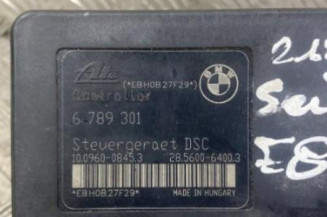 Ate
(*EBH0B27F29*)
BMW
Controller
6 789 301
Steuergeraet DSC
10.0960-0845.3 28.5600-6400.3
*EBH0B27F29* MADE IN HUNGARY